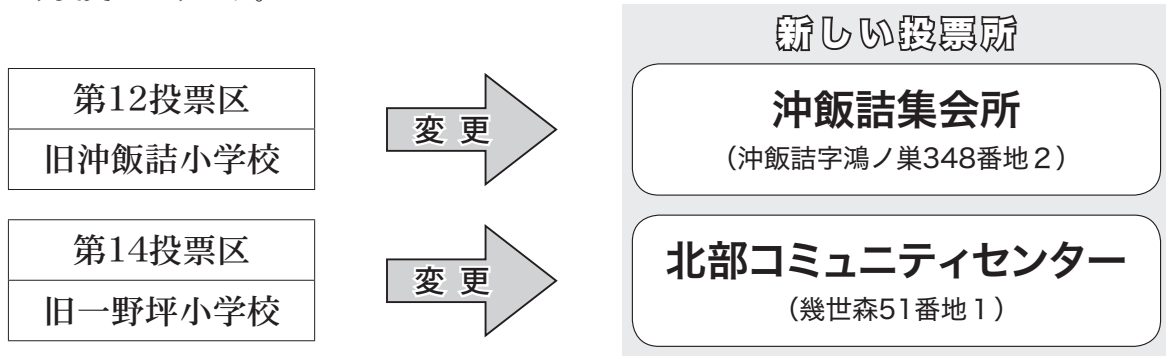 新しい投票所
第12投票区
旧沖飯詰小学校
変更
沖飯詰集会所
（沖飯詰字鴻ノ巣348番地２）
第14投票区
旧一野坪小学校
変更
北部コミュニティセンター
（幾世森51番地１）